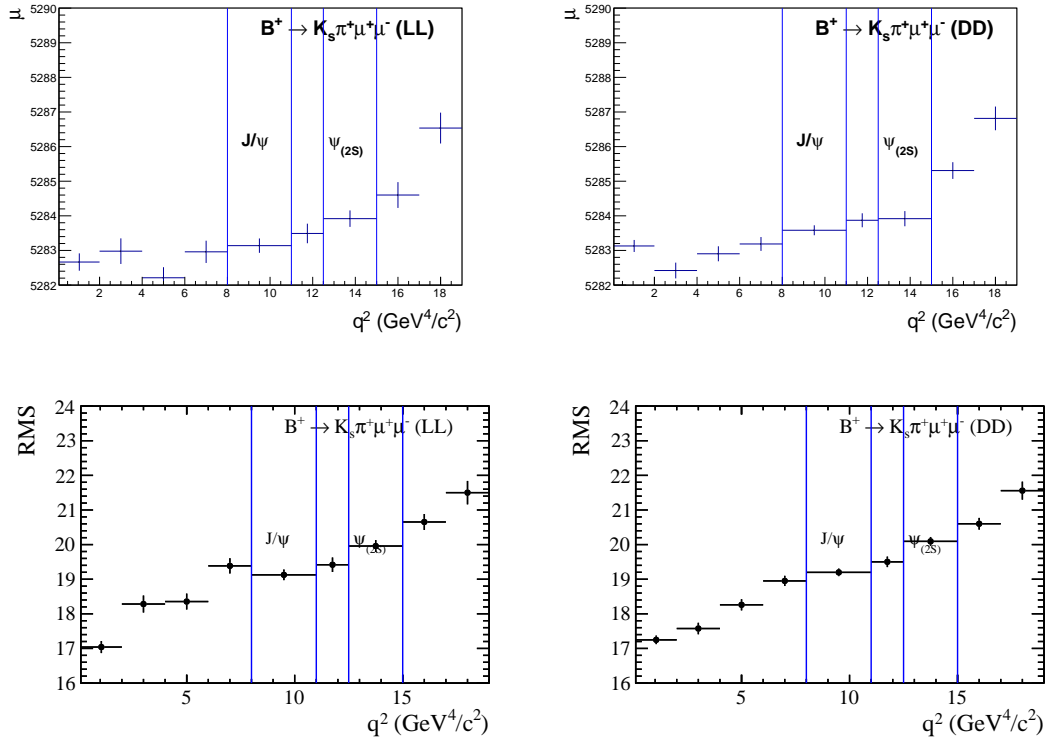 μ
5290
5289
5288
5287
5286
5285
5284
5283
5282
B⁺ → Kₛπ⁺μ⁺μ⁻ (LL)
J/ψ
ψ₍₂S₎
2 4 6 8 10 12 14 16 18
q² (GeV⁴/c²)
5290
5289
5288
5287
5286
5285
5284
5283
5282
B⁺ → Kₛπ⁺μ⁺μ⁻ (DD)
J/ψ
ψ₍₂S₎
2 4 6 8 10 12 14 16 18
q² (GeV⁴/c²)
RMS
24
23
22
21
20
19
18
17
16
B⁺ → Kₛπ⁺μ⁺μ⁻ (LL)
J/ψ
ψ₍₂S₎
5 10 15
q² (GeV⁴/c²)
RMS
24
23
22
21
20
19
18
17
16
B⁺ → Kₛπ⁺μ⁺μ⁻ (DD)
J/ψ
ψ₍₂S₎
5 10 15
q² (GeV⁴/c²)